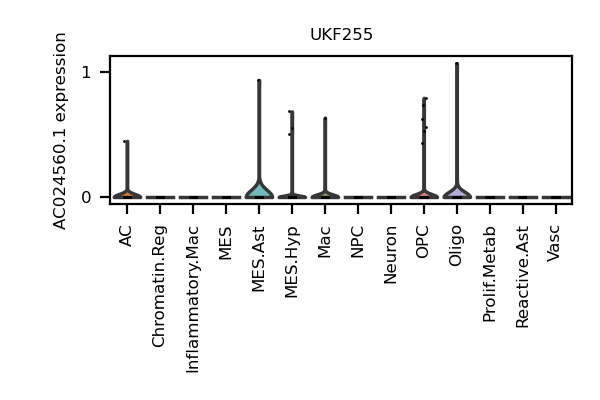 UKF255
AC024560.1 expression
1
0
AC
Chromatin.Reg
Inflammatory.Mac
MES
MES.Ast
MES.Hyp
Mac
NPC
Neuron
OPC
Oligo
Prolif.Metab
Reactive.Ast
Vasc